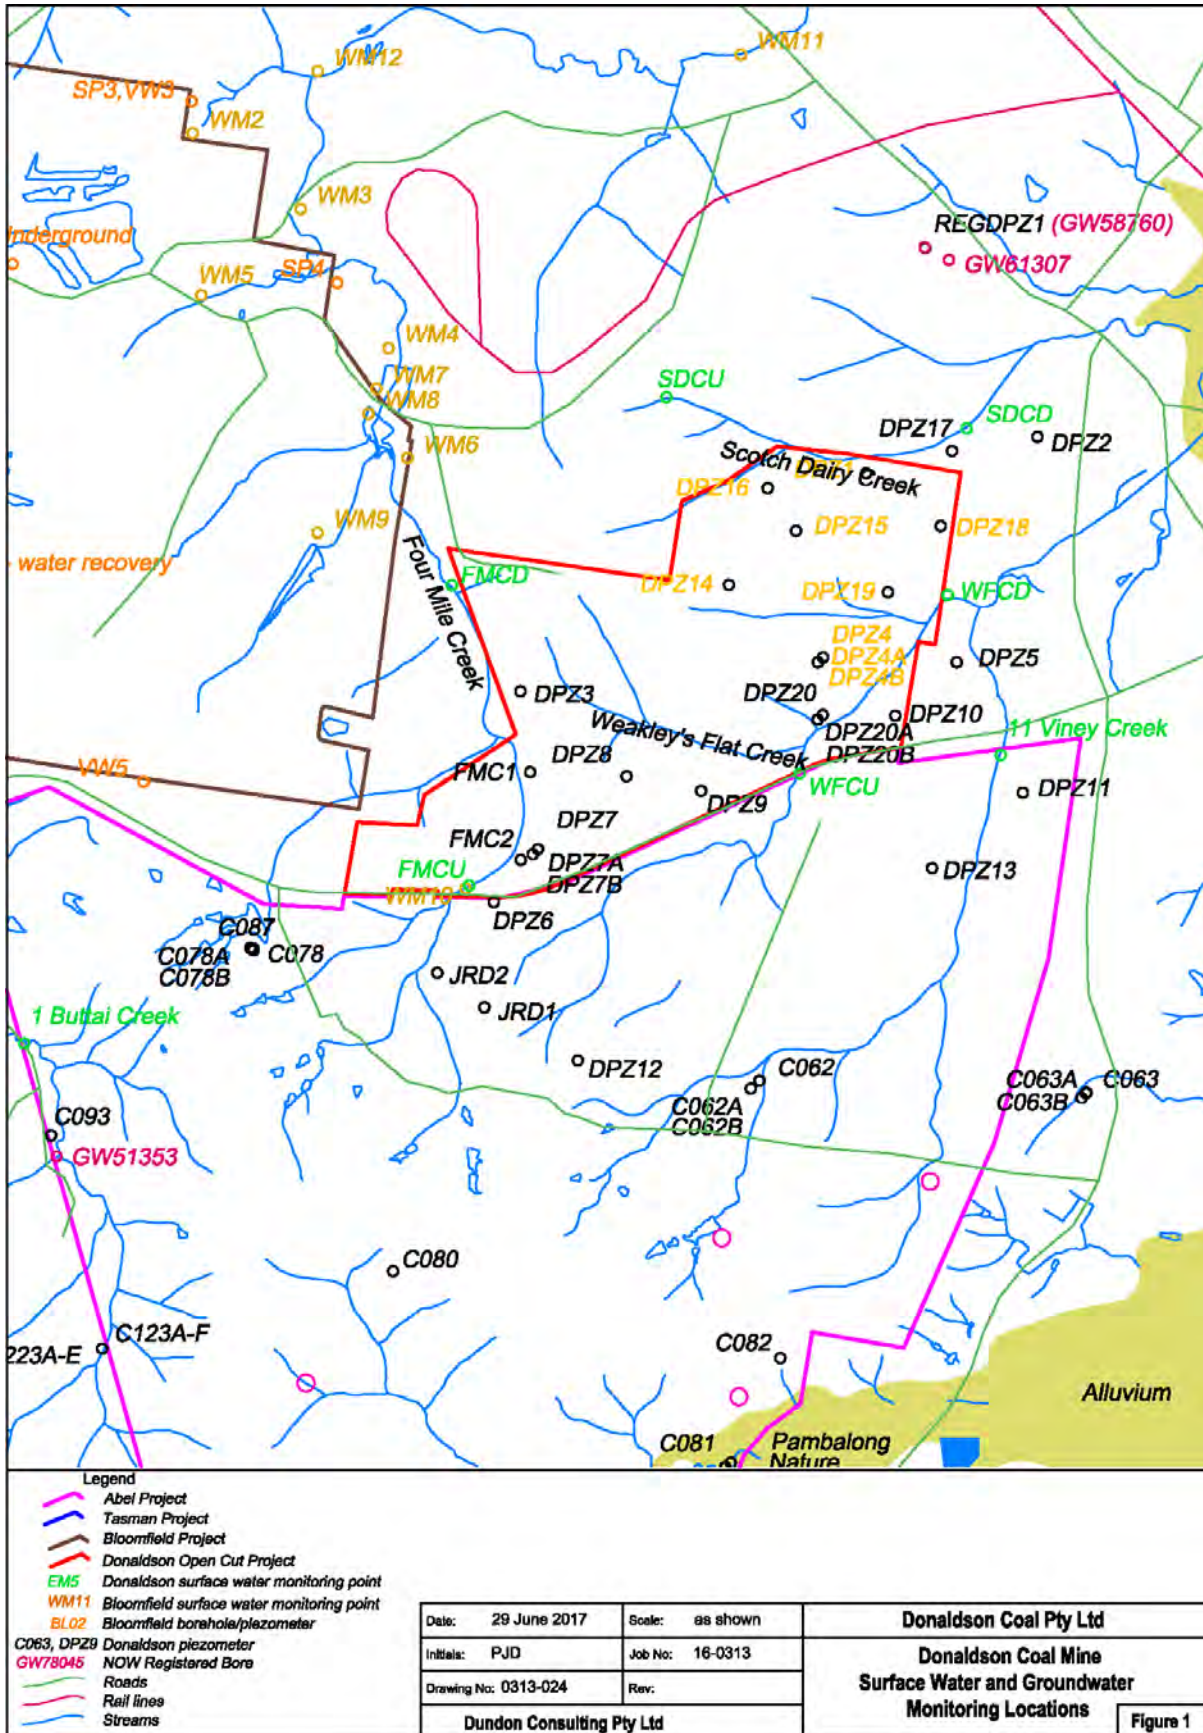 WM11
WM12
SP3,VW3
WM2
WM3
REGDPZ1 (GW58760)
GW61307
nderground
SP4
WM5
WM4
WM7
WM8
WM6
SDCU
SDCD
DPZ17
DPZ2
Scotch Dairy Creek
DPZ16
DPZ15
DPZ18
WM9
water recovery
Four Mile Creek
FMCD
DPZ14
DPZ19
WFCD
DPZ4
DPZ4A
DPZ4B
DPZ5
DPZ3
DPZ20
DPZ20A
DPZ20B
DPZ10
Weakley's Flat Creek
11 Viney Creek
DPZ8
FMC1
VW5
DPZ9
WFCU
DPZ11
DPZ7
FMC2
DPZ7A
DPZ7B
DPZ13
FMCU
WM10
DPZ6
C087
C078A
C078
C078B
JRD2
JRD1
1 Buttai Creek
DPZ12
C062
C062A
C062B
C063A
C063
C063B
C093
GW51353
C080
C123A-F
223A-E
C082
Alluvium
C081
Pambalong
Nature
Legend
Abel Project
Tasman Project
Bloomfield Project
Donaldson Open Cut Project
EM5 Donaldson surface water monitoring point
WM11 Bloomfield surface water monitoring point
BL02 Bloomfield borehole/piezometer
C063, DPZ9 Donaldson piezometer
GW78045 NOW Registered Bore
Roads
Rail lines
Streams
Date: 29 June 2017
Scale: as shown
Initials: PJD
Job No: 16-0313
Drawing No: 0313-024
Rev:
Dundon Consulting Pty Ltd
Donaldson Coal Pty Ltd
Donaldson Coal Mine
Surface Water and Groundwater
Monitoring Locations
Figure 1